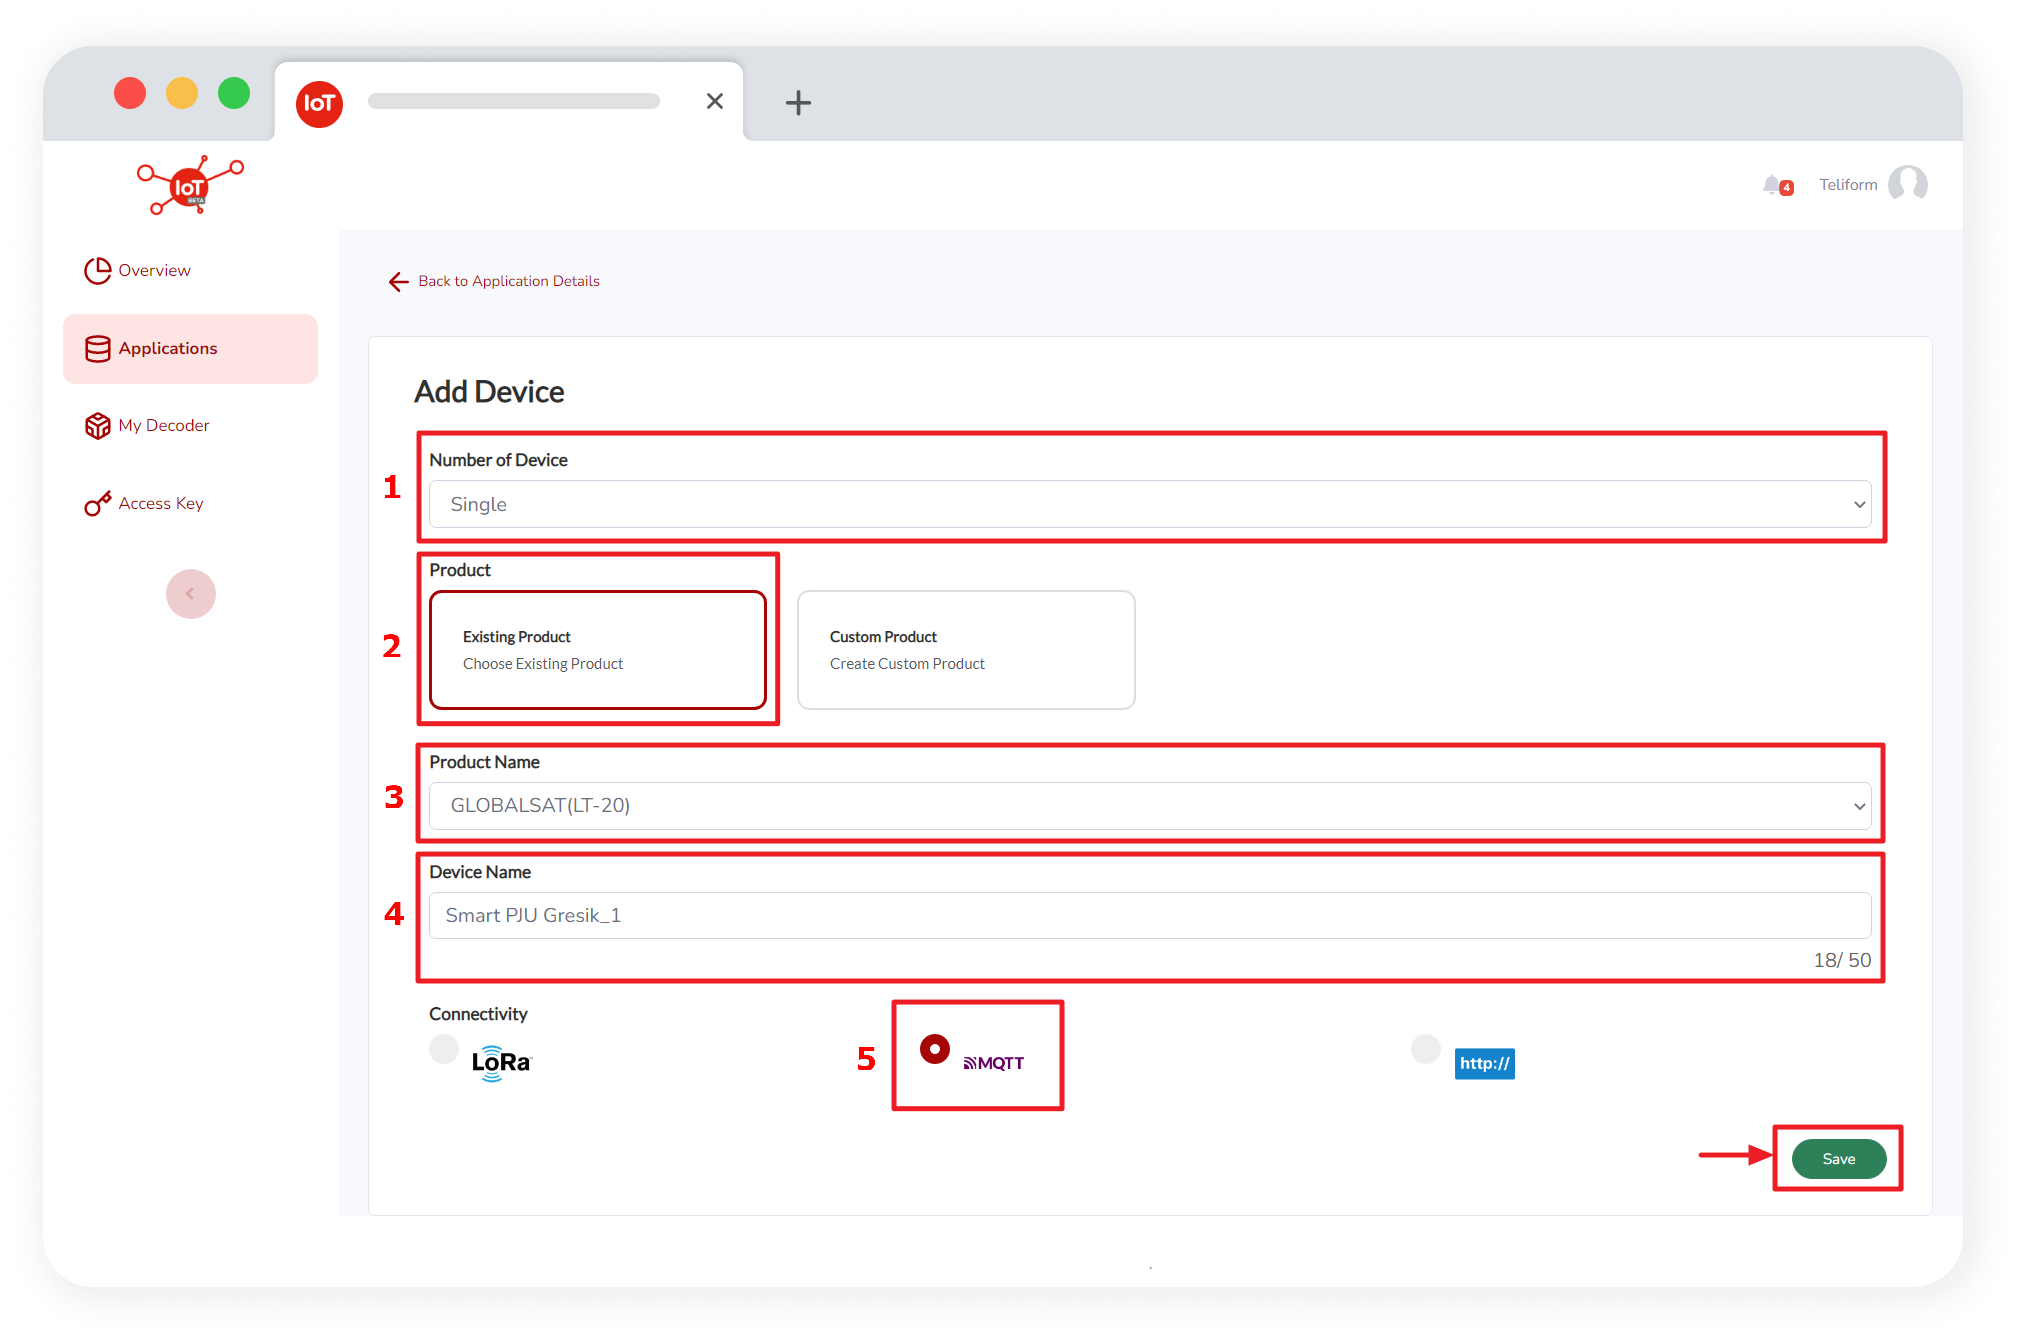 IoT
IoT
BETA
4
Teliform
Overview
Applications
My Decoder
Access Key
Back to Application Details
Add Device
1
Number of Device
Single
2
Product
Existing Product
Choose Existing Product
Custom Product
Create Custom Product
3
Product Name
GLOBALSAT(LT-20)
4
Device Name
Smart PJU Gresik_1
18/ 50
Connectivity
LoRa
5
MQTT
http://
Save